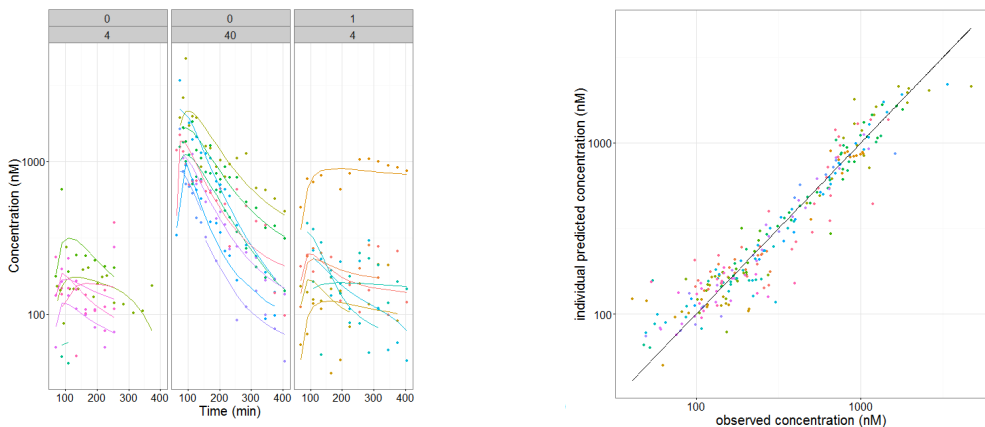 0 0 1
4 40 4
Concentration (nM)
1000
100
100 200 300 400 100 200 300 400 100 200 300 400
Time (min)
individual predicted concentration (nM)
1000
100
100 1000
observed concentration (nM)